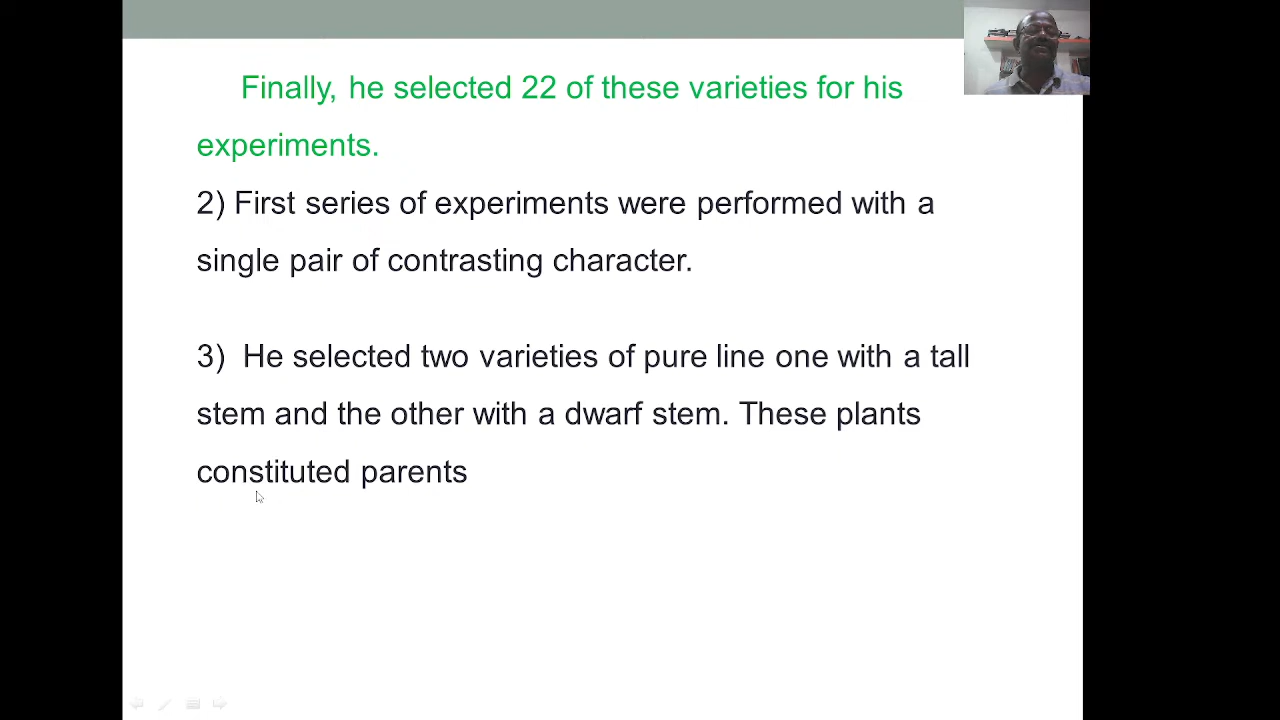 Finally, he selected 22 of these varieties for his
experiments.
2) First series of experiments were performed with a
single pair of contrasting character.
3)  He selected two varieties of pure line one with a tall
stem and the other with a dwarf stem. These plants
constituted parents